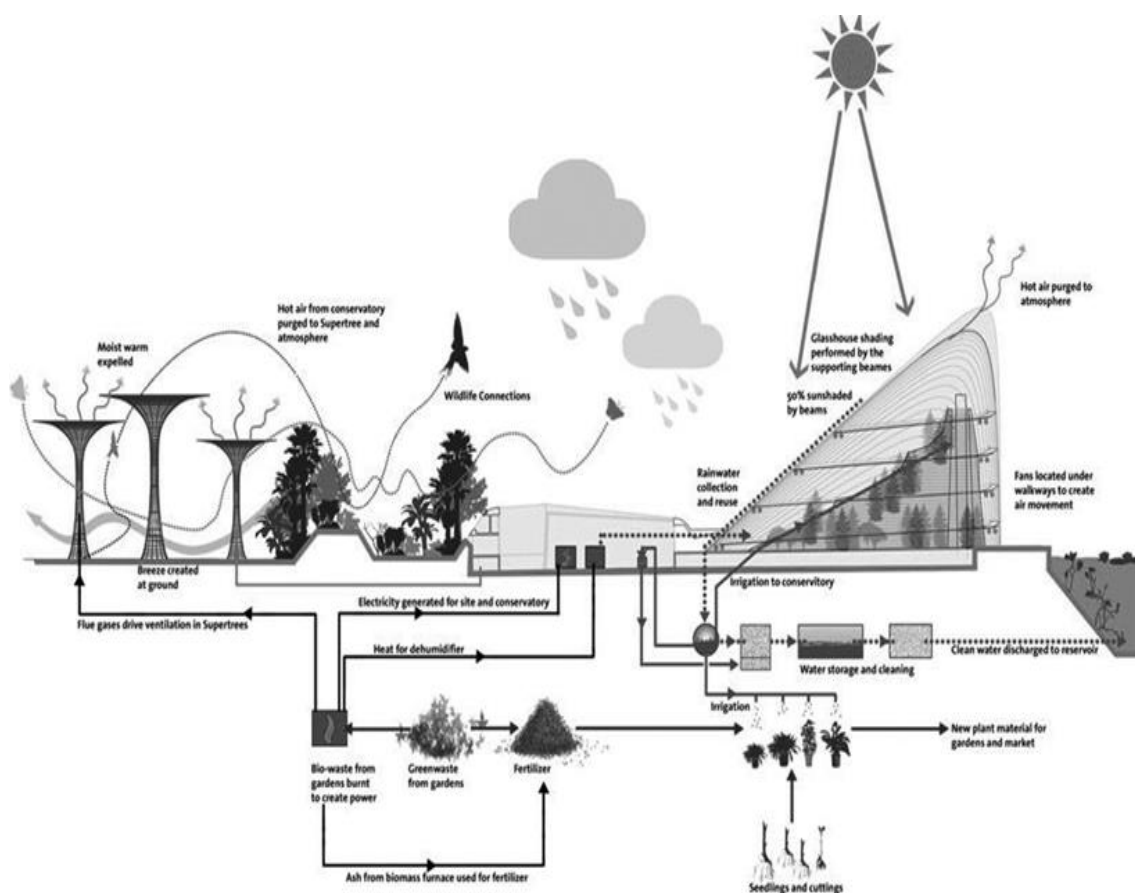 Hot air purged to
atmosphere
Hot air from conservatory
purged to Supertree and
atmosphere
Moist warm
expelled
Glasshouse shading
performed by the
supporting beames
Wildlife Connections
50% sunshaded
by beams
Rainwater
collection
and reuse
Fans located under
walkways to create
air movement
Breeze created
at ground
Irrigation to conservitory
Electricity generated for site and conservatory
Flue gases drive ventilation in Supertrees
Clean water discharged to reservoir
Heat for dehumidifier
Water storage and cleaning
Irrigation
New plant material for
gardens and market
Bio-waste from
gardens burnt
to create power
Greenwaste
from gardens
Fertilizer
Ash from biomass furnace used for fertilizer
Seedlings and cuttings